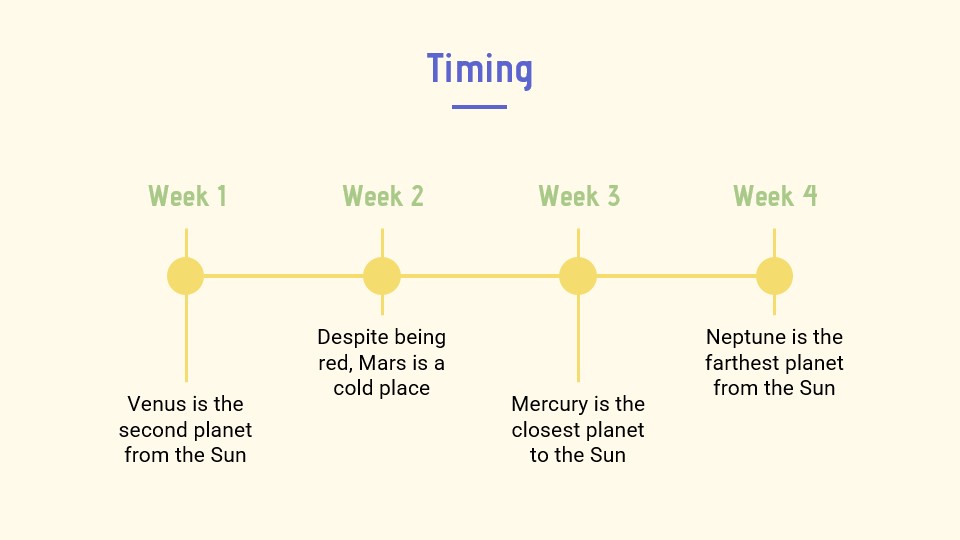 Timing
Week 1
Week 2
Week 3
Week 4
Venus is the
second planet
from the Sun
Despite being
red, Mars is a
cold place
Mercury is the
closest planet
to the Sun
Neptune is the
farthest planet
from the Sun